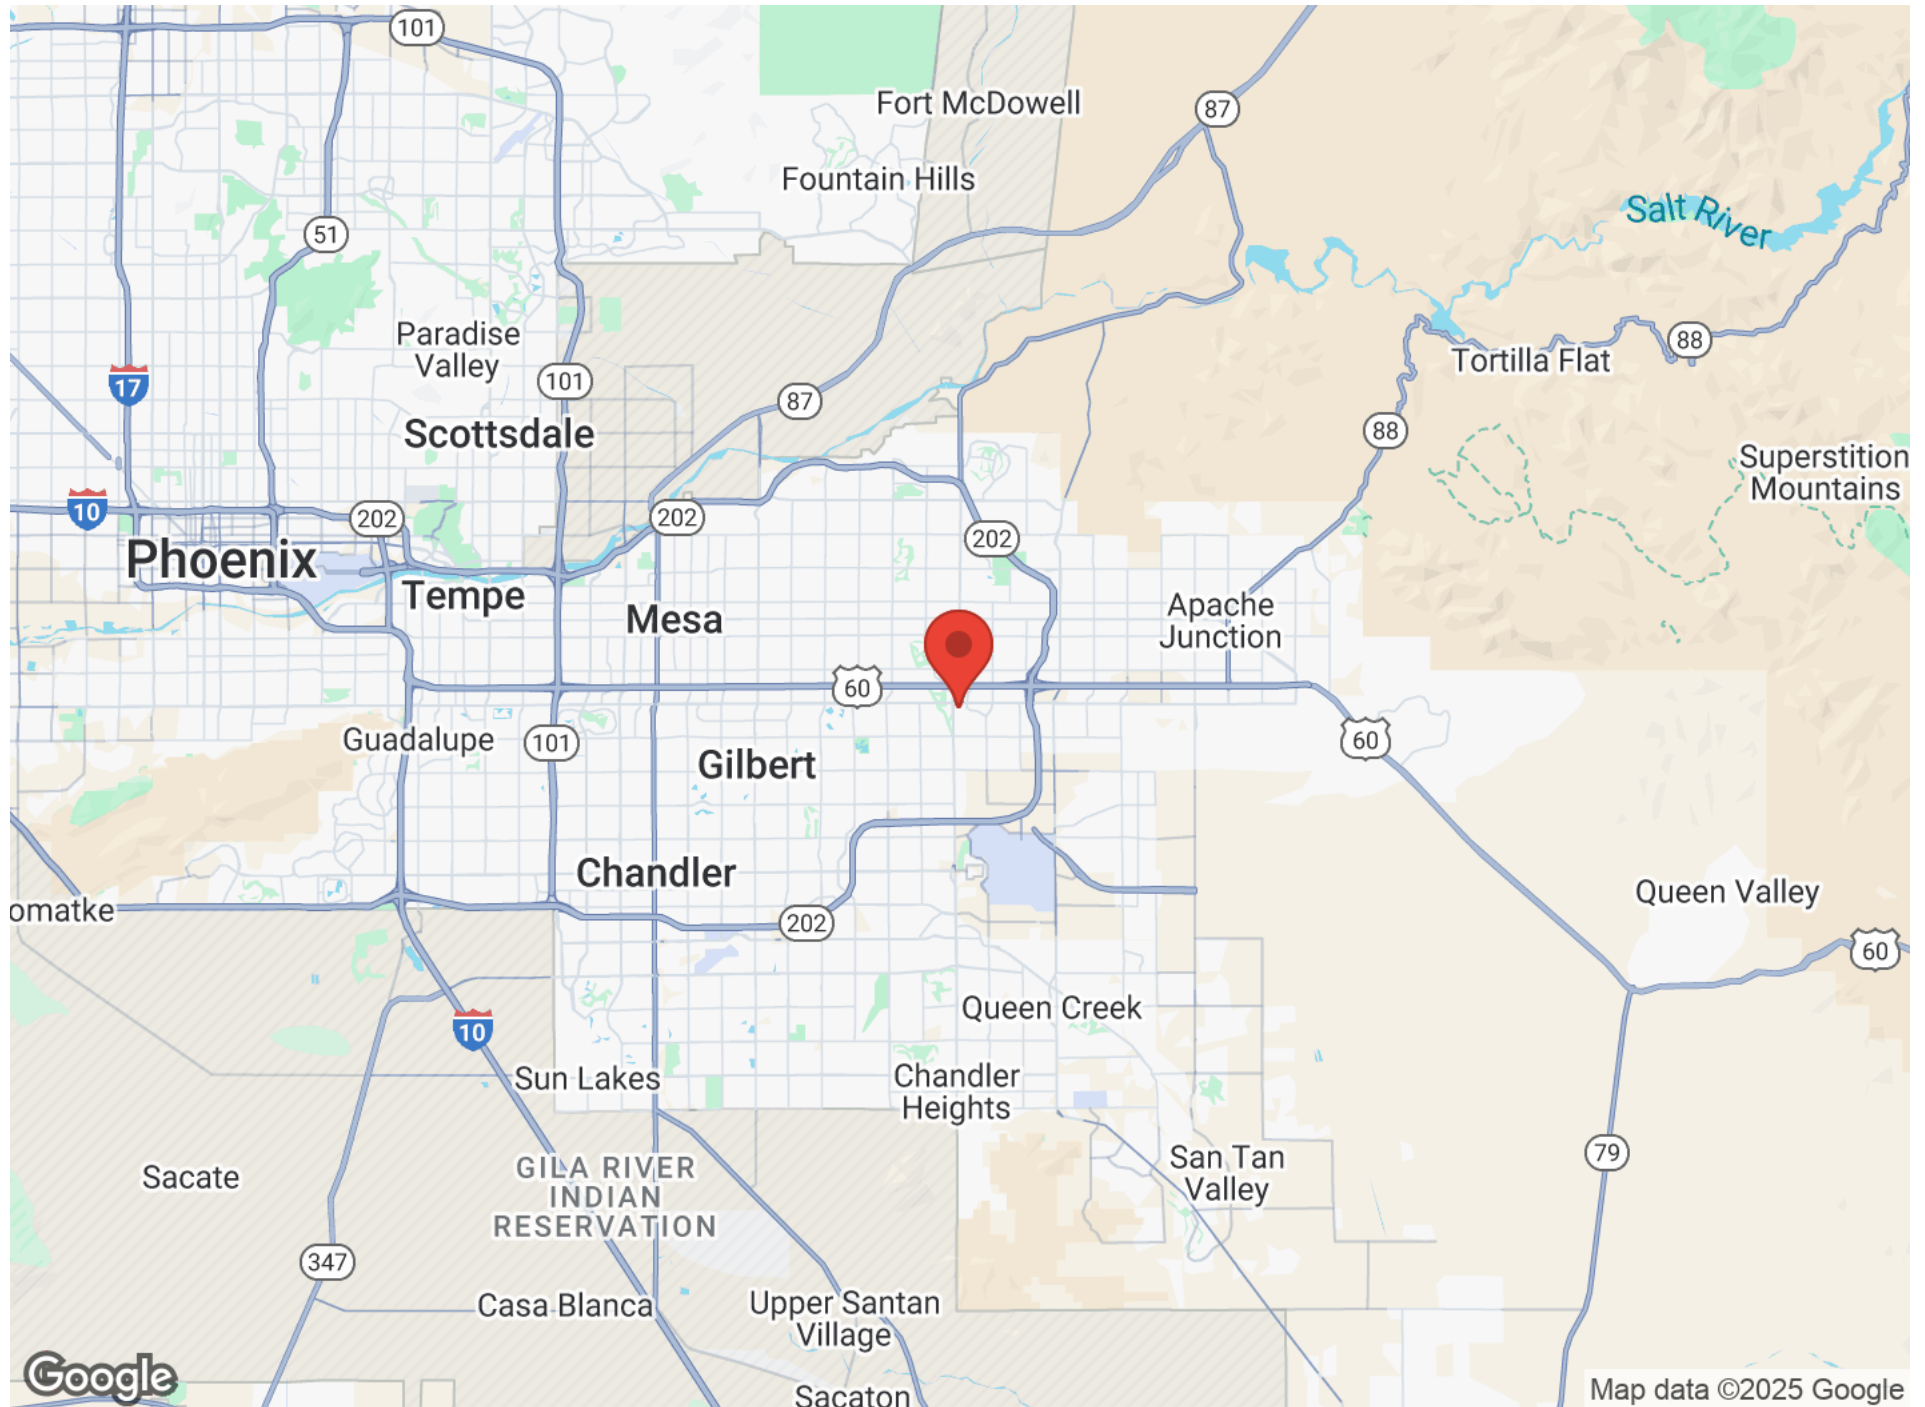 101
Fort McDowell
87
Fountain Hills
Salt River
51
Paradise
Valley
88
Tortilla Flat
17
101
87
Scottsdale
88
Superstition
Mountains
10
202
202
202
Phoenix
Tempe
Mesa
Apache
Junction
60
Guadalupe
101
60
Gilbert
Chandler
Queen Valley
omatke
202
60
Queen Creek
10
Sun Lakes
Chandler
Heights
79
Sacate
GILA RIVER
INDIAN
RESERVATION
San Tan
Valley
347
Casa Blanca
Upper Santan
Village
Google
Sacaton
Map data ©2025 Google